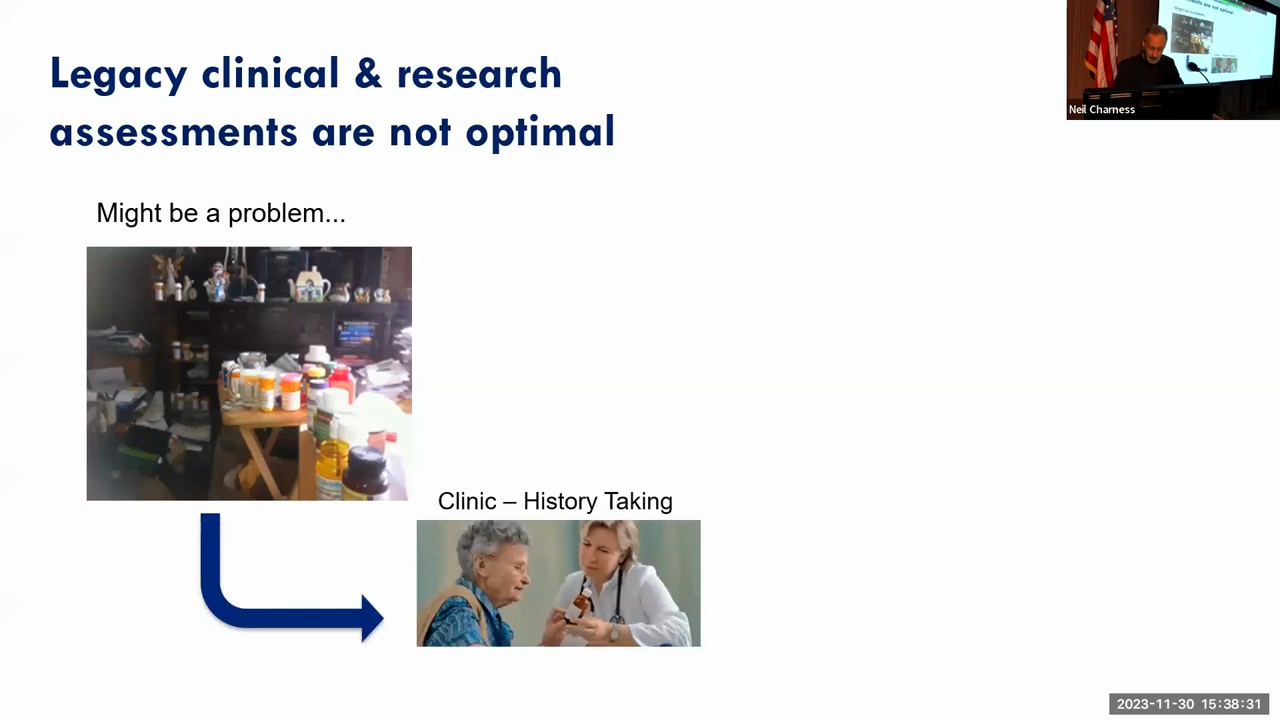 Legacy clinical & research
assessments are not optimal
Might be a problem...
Clinic – History Taking
Neil Charness
2023-11-30 15:38:31